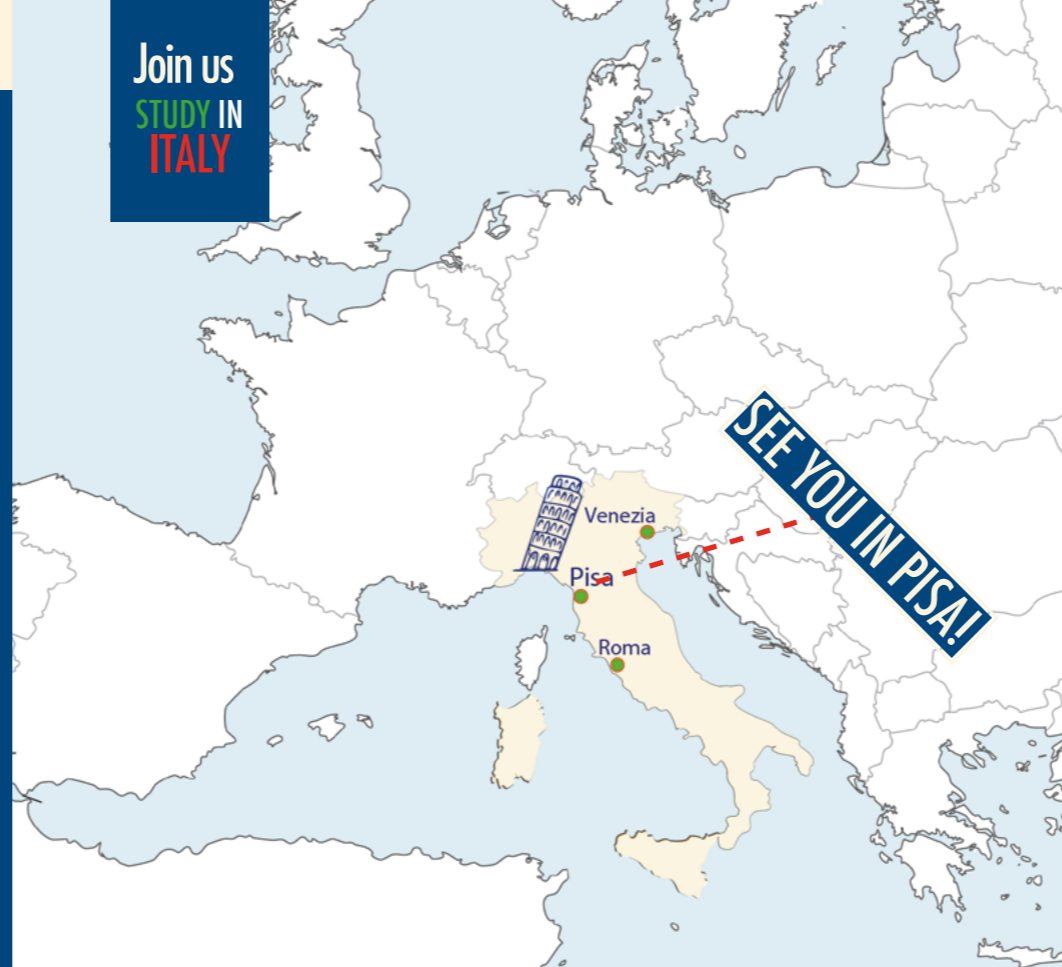 Join us
STUDY IN
ITALY
SEE YOU IN PISA!
Venezia
Pisa
Roma